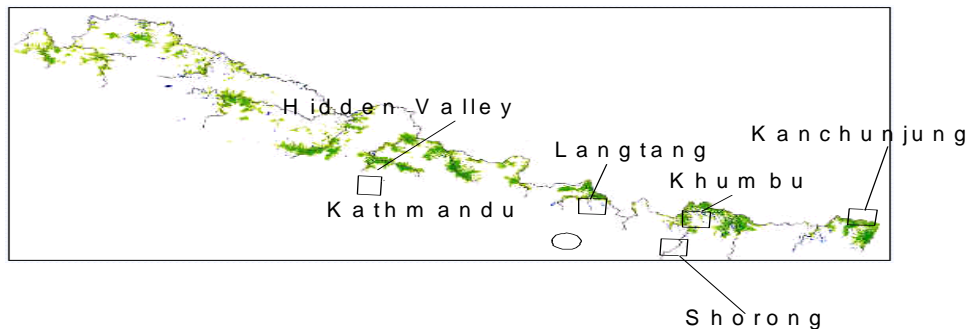 Hidden Valley
Kanchunjung
Langtang
Khumbu
Kathmandu
Shorong